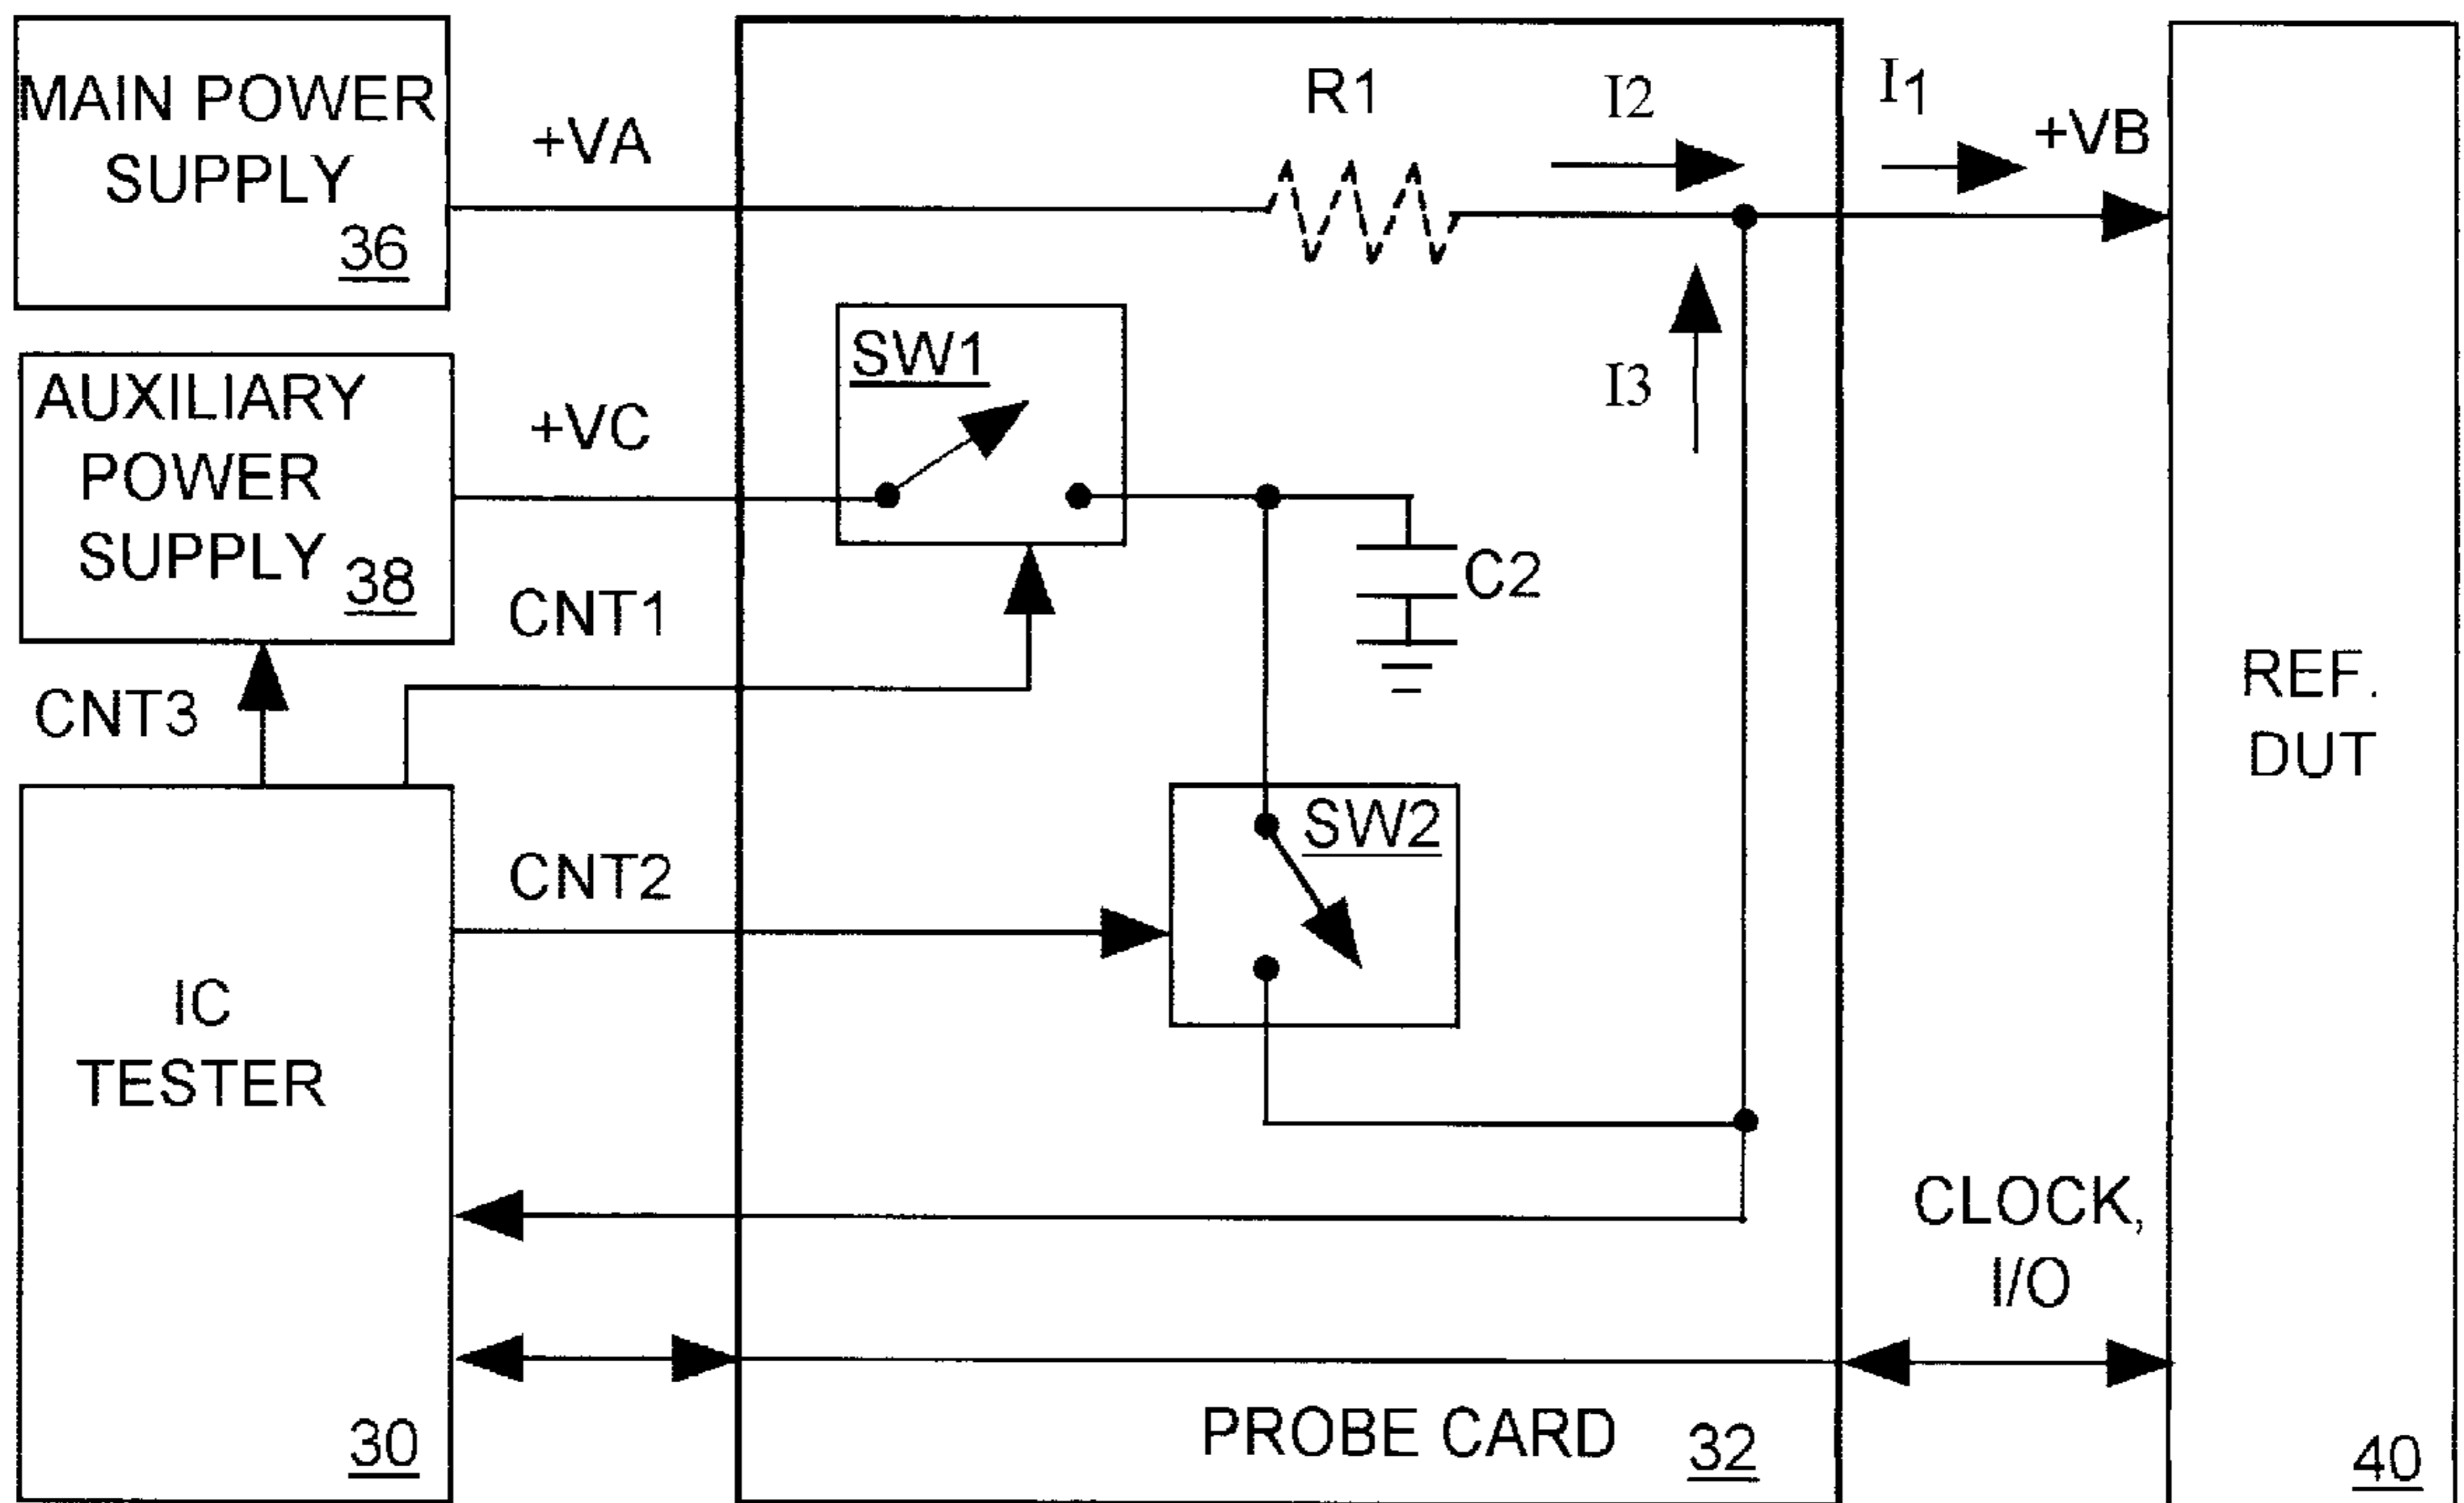 MAIN POWER
SUPPLY
36
+VA
R1
I2
I1
+VB
AUXILIARY
POWER
SUPPLY
38
+VC
SW1
I3
C2
CNT1
CNT3
REF.
DUT
SW2
CNT2
IC
TESTER
30
CLOCK,
I/O
PROBE CARD
32
40